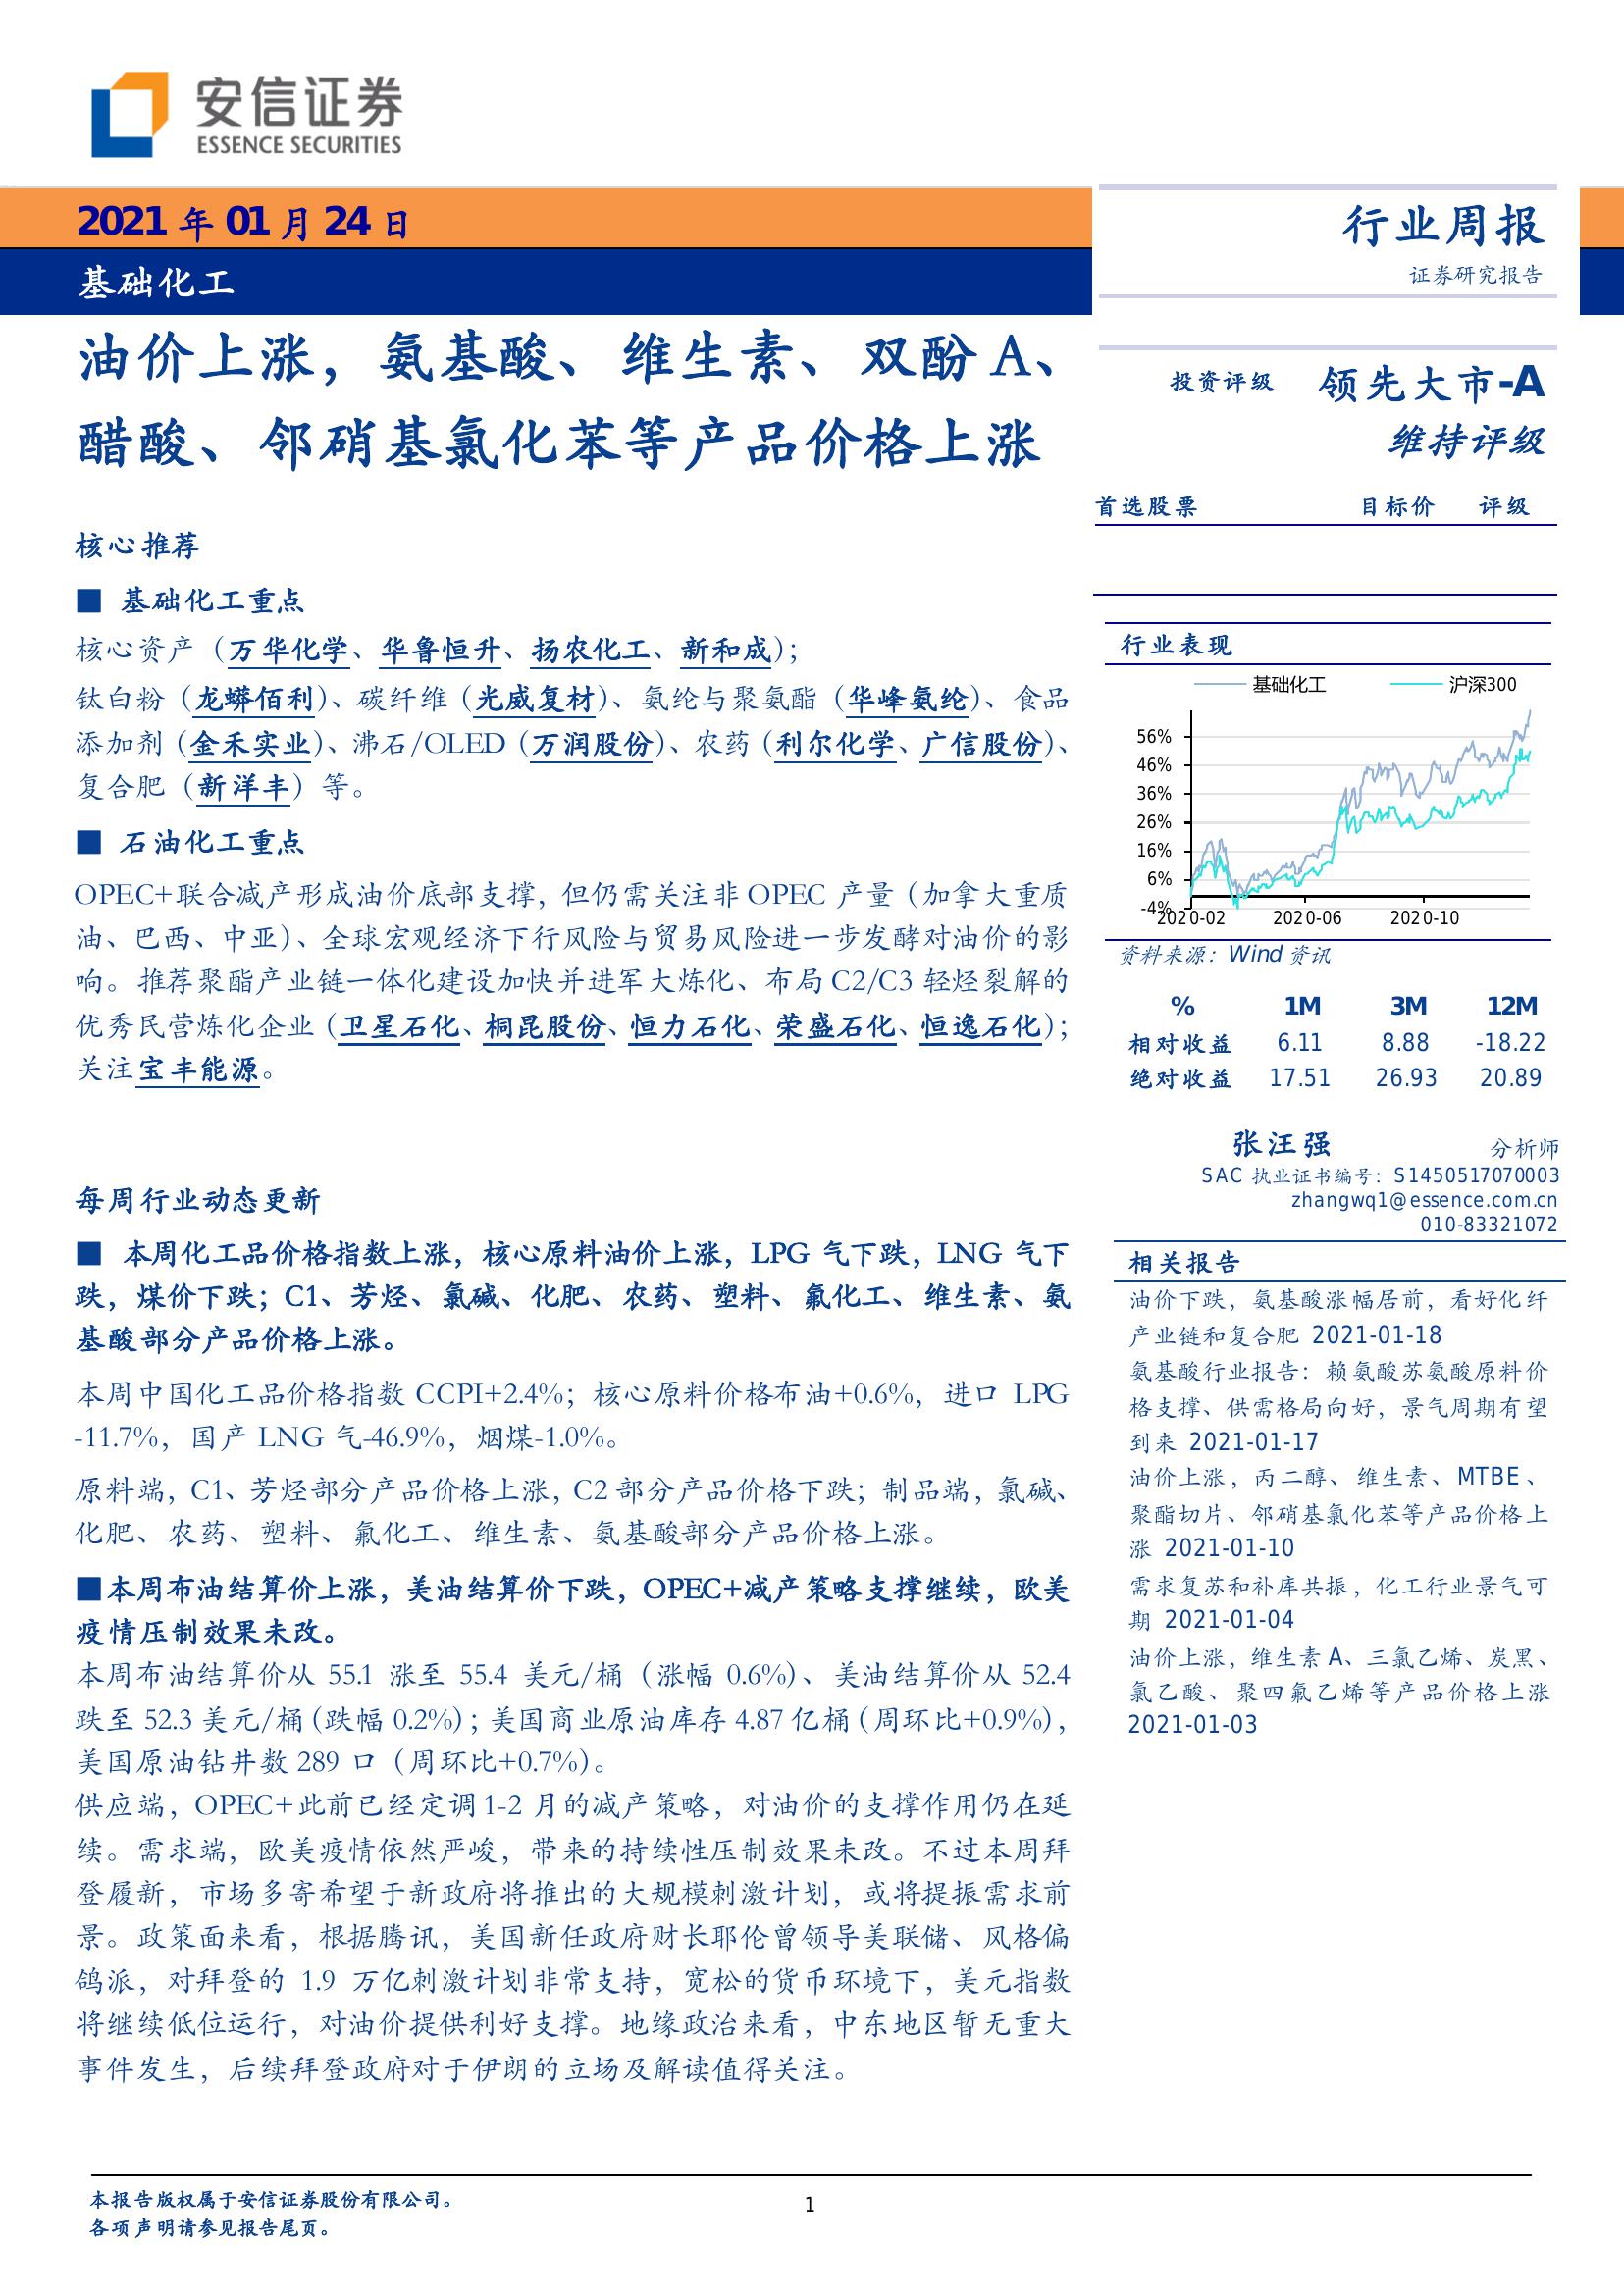 安信证券
ESSENCE SECURITIES
2021 年 01 月 24 日
基础化工
行业周报
证券研究报告
油价上涨，氨基酸、维生素、双酚 A、
醋酸、邻硝基氯化苯等产品价格上涨
核心推荐
■ 基础化工重点
核心资产（万华化学、华鲁恒升、扬农化工、新和成）；
钛白粉（龙蟒佰利）、碳纤维（光威复材）、氨纶与聚氨酯（华峰氨纶）、食品
添加剂（金禾实业）、沸石/OLED（万润股份）、农药（利尔化学、广信股份）、
复合肥（新洋丰）等。
■ 石油化工重点
OPEC+联合减产形成油价底部支撑，但仍需关注非 OPEC 产量（加拿大重质
油、巴西、中亚）、全球宏观经济下行风险与贸易风险进一步发酵对油价的影
响。推荐聚酯产业链一体化建设加快并进军大炼化、布局 C2/C3 轻烃裂解的
优秀民营炼化企业（卫星石化、桐昆股份、恒力石化、荣盛石化、恒逸石化）；
关注宝丰能源。
每周行业动态更新
■ 本周化工品价格指数上涨，核心原料油价上涨，LPG 气下跌，LNG 气下
跌，煤价下跌；C1、芳烃、氯碱、化肥、农药、塑料、氟化工、维生素、氨
基酸部分产品价格上涨。
本周中国化工品价格指数 CCPI+2.4%；核心原料价格布油+0.6%，进口 LPG
-11.7%，国产 LNG 气-46.9%，烟煤-1.0%。
原料端，C1、芳烃部分产品价格上涨，C2 部分产品价格下跌；制品端，氯碱、
化肥、农药、塑料、氟化工、维生素、氨基酸部分产品价格上涨。
■本周布油结算价上涨，美油结算价下跌，OPEC+减产策略支撑继续，欧美
疫情压制效果未改。
本周布油结算价从 55.1 涨至 55.4 美元/桶（涨幅 0.6%）、美油结算价从 52.4
跌至 52.3 美元/桶（跌幅 0.2%）；美国商业原油库存 4.87 亿桶（周环比+0.9%），
美国原油钻井数 289 口（周环比+0.7%）。
供应端，OPEC+此前已经定调 1-2 月的减产策略，对油价的支撑作用仍在延
续。需求端，欧美疫情依然严峻，带来的持续性压制效果未改。不过本周拜
登履新，市场多寄希望于新政府将推出的大规模刺激计划，或将提振需求前
景。政策面来看，根据腾讯，美国新任政府财长耶伦曾领导美联储、风格偏
鸽派，对拜登的 1.9 万亿刺激计划非常支持，宽松的货币环境下，美元指数
将继续低位运行，对油价提供利好支撑。地缘政治来看，中东地区暂无重大
事件发生，后续拜登政府对于伊朗的立场及解读值得关注。
投资评级 领先大市-A
维持评级
首选股票 目标价 评级
行业表现
基础化工 沪深300
56%
46%
36%
26%
16%
6%
-4%
2020-02 2020-06 2020-10
资料来源：Wind 资讯
% 1M 3M 12M
相对收益 6.11 8.88 -18.22
绝对收益 17.51 26.93 20.89
张汪强 分析师
SAC 执业证书编号：S1450517070003
zhangwq1@essence.com.cn
010-83321072
相关报告
油价下跌，氨基酸涨幅居前，看好化纤
产业链和复合肥 2021-01-18
氨基酸行业报告：赖氨酸苏氨酸原料价
格支撑、供需格局向好，景气周期有望
到来 2021-01-17
油价上涨，丙二醇、维生素、MTBE、
聚酯切片、邻硝基氯化苯等产品价格上
涨 2021-01-10
需求复苏和补库共振，化工行业景气可
期 2021-01-04
油价上涨，维生素 A、三氯乙烯、炭黑、
氯乙酸、聚四氟乙烯等产品价格上涨
2021-01-03
本报告版权属于安信证券股份有限公司。
各项声明请参见报告尾页。
1